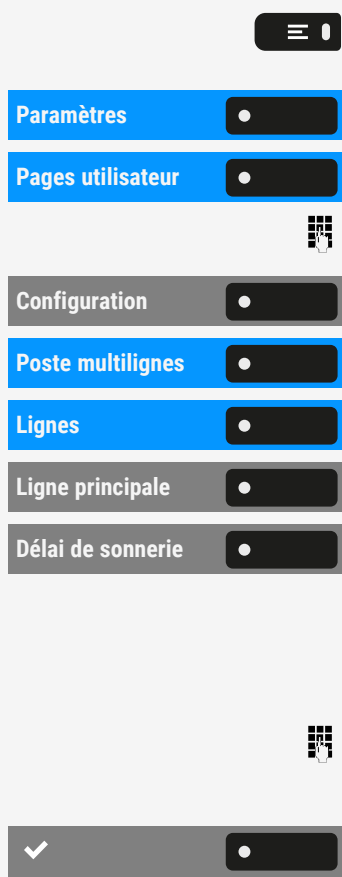 Paramètres
Pages utilisateur
Configuration
Poste multilignes
Lignes
Ligne principale
Délai de sonnerie